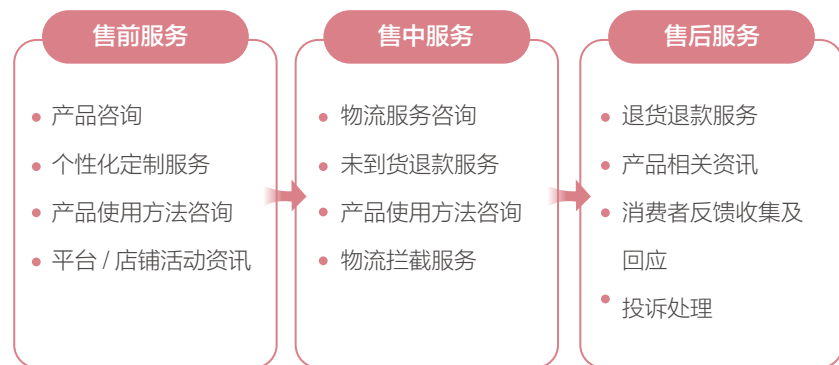 售前服务
产品咨询
个性化定制服务
产品使用方法咨询
平台 / 店铺活动资讯
售中服务
物流服务咨询
未到货退款服务
产品使用方法咨询
物流拦截服务
售后服务
退货退款服务
产品相关资讯
消费者反馈收集及
回应
投诉处理